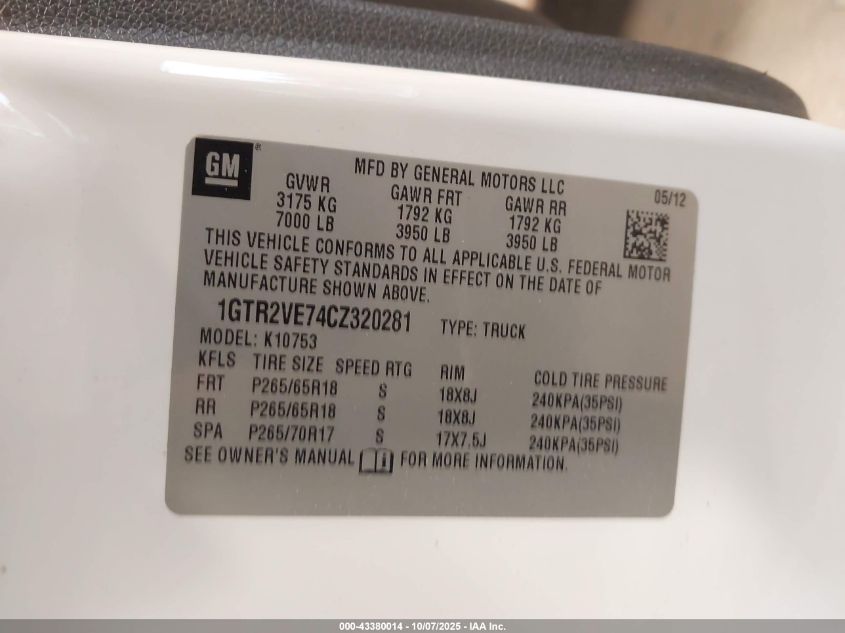 GM ®
MFD BY GENERAL MOTORS LLC
05/12
GVWR GAWR FRT GAWR RR
3175 KG 1792 KG 1792 KG
7000 LB 3950 LB 3950 LB
THIS VEHICLE CONFORMS TO ALL APPLICABLE U.S. FEDERAL MOTOR
VEHICLE SAFETY STANDARDS IN EFFECT ON THE DATE OF
MANUFACTURE SHOWN ABOVE.
1GTR2VE74CZ320281 TYPE: TRUCK
MODEL: K10753
KFLS TIRE SIZE SPEED RTG RIM COLD TIRE PRESSURE
FRT P265/65R18 S 18X8J 240KPA(35PSI)
RR P265/65R18 S 18X8J 240KPA(35PSI)
SPA P265/70R17 S 17X7.5J 240KPA(35PSI)
SEE OWNER'S MANUAL FOR MORE INFORMATION.
000-43380014 - 10/07/2025 - IAA Inc.